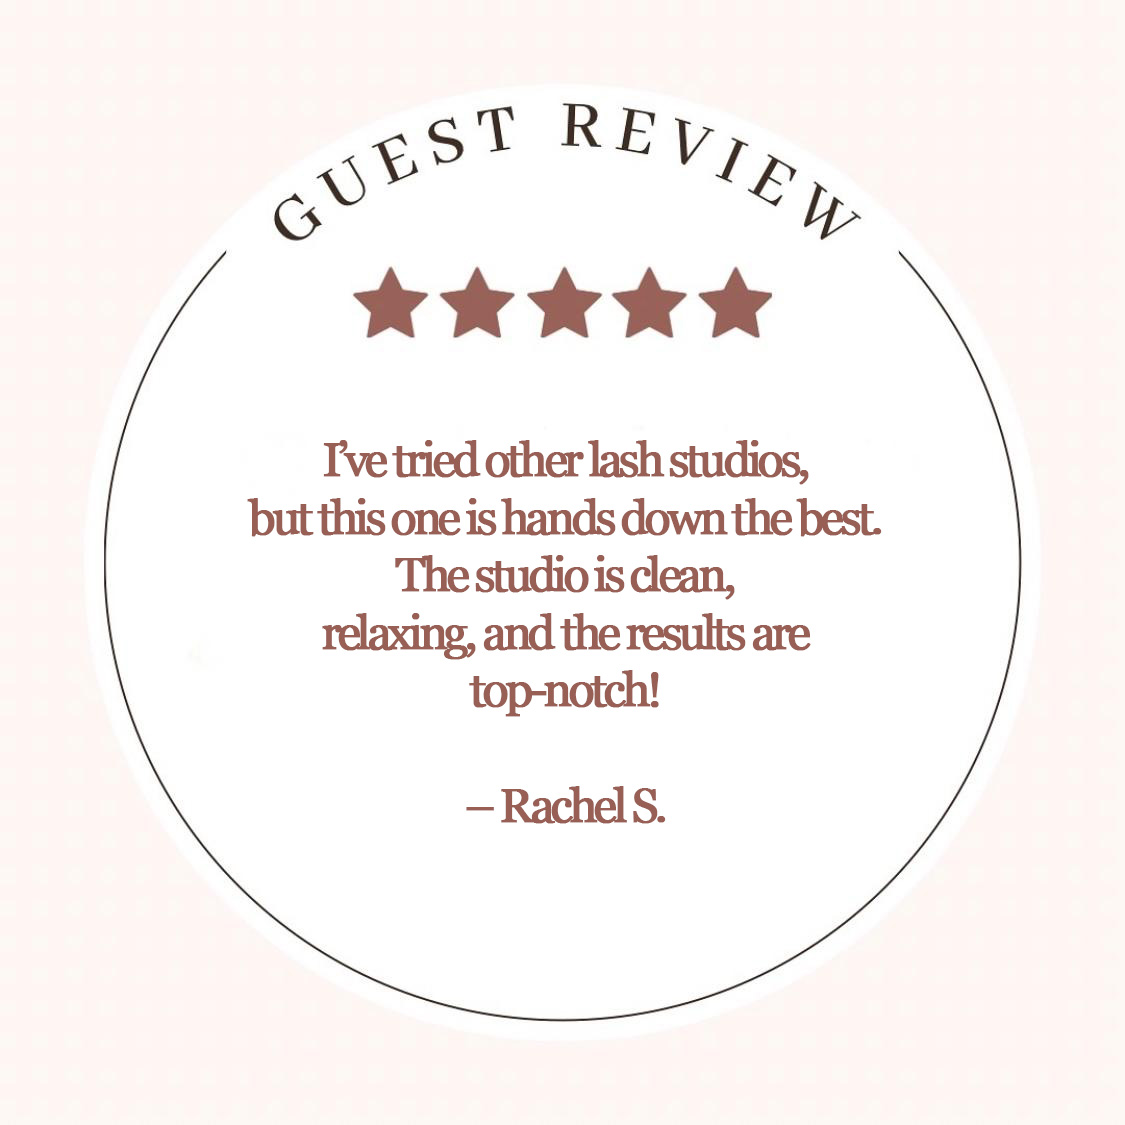 GUEST REVIEW
I’ve tried other lash studios,
but this one is hands down the best.
The studio is clean,
relaxing, and the results are
top-notch!
– Rachel S.